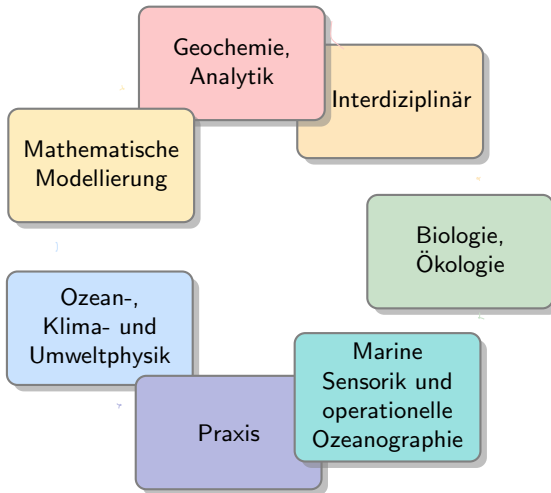 Geochemie,
Analytik
Interdiziplinär
Mathematische
Modellierung
Biologie,
Ökologie
Ozean-,
Klima- und
Umweltphysik
Marine
Sensorik und
operationelle
Ozeanographie
Praxis